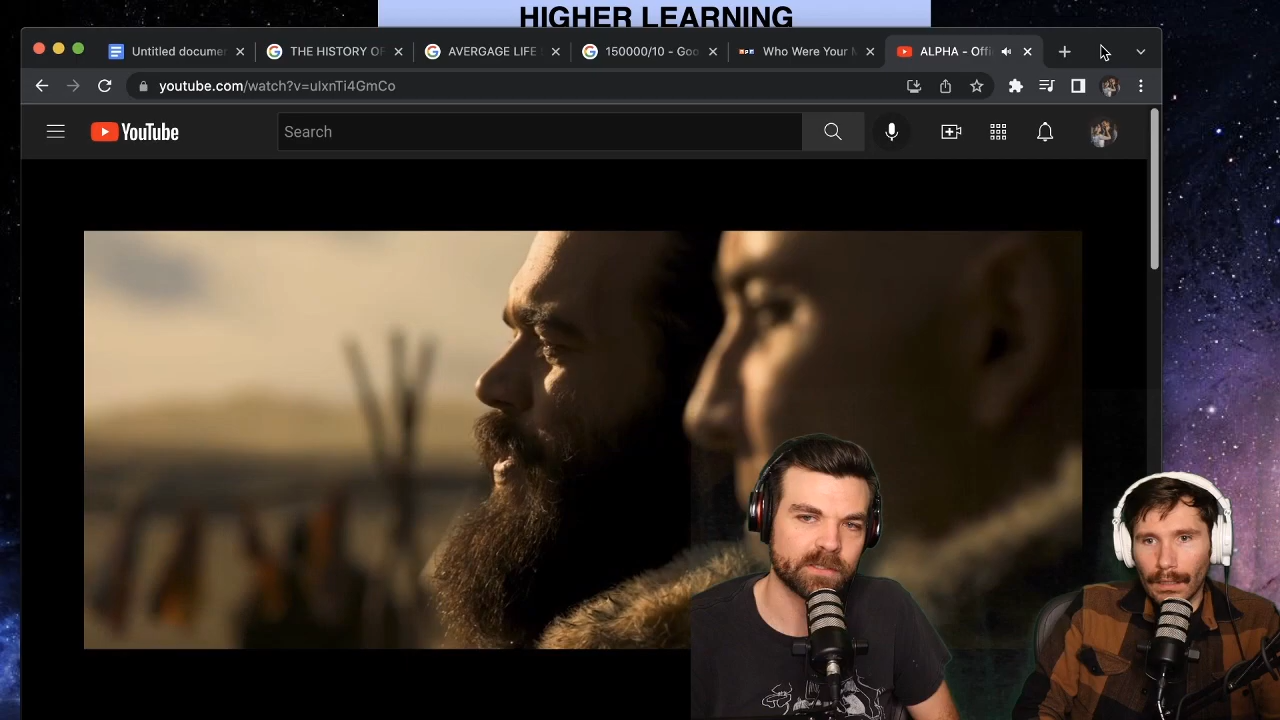 HIGHER LEARNING
Untitled documen
THE HISTORY OF
AVERGAGE LIFE
150000/10 - Goo
Who Were Your M
ALPHA - Offi
youtube.com/watch?v=uIxnTi4GmCo
YouTube
Search